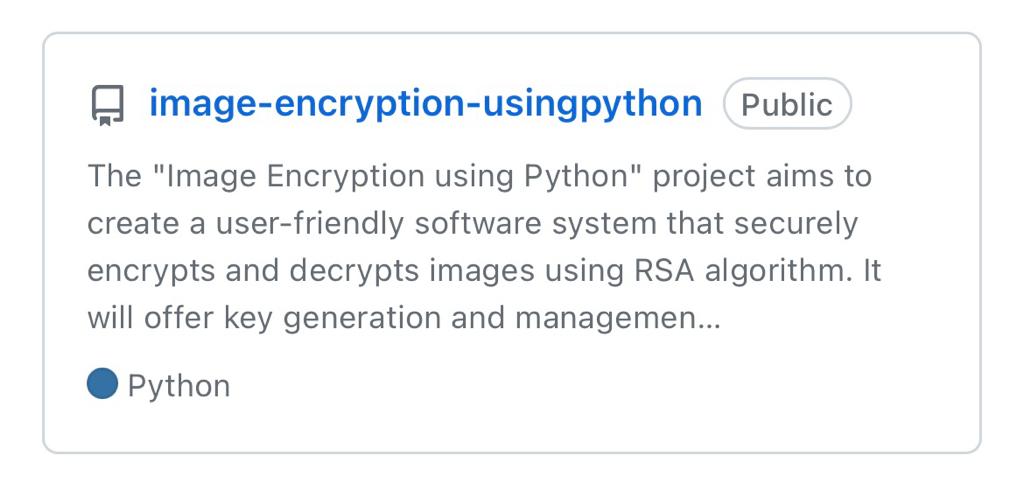 image-encryption-usingpython Public
The "Image Encryption using Python" project aims to
create a user-friendly software system that securely
encrypts and decrypts images using RSA algorithm. It
will offer key generation and managemen...
Python